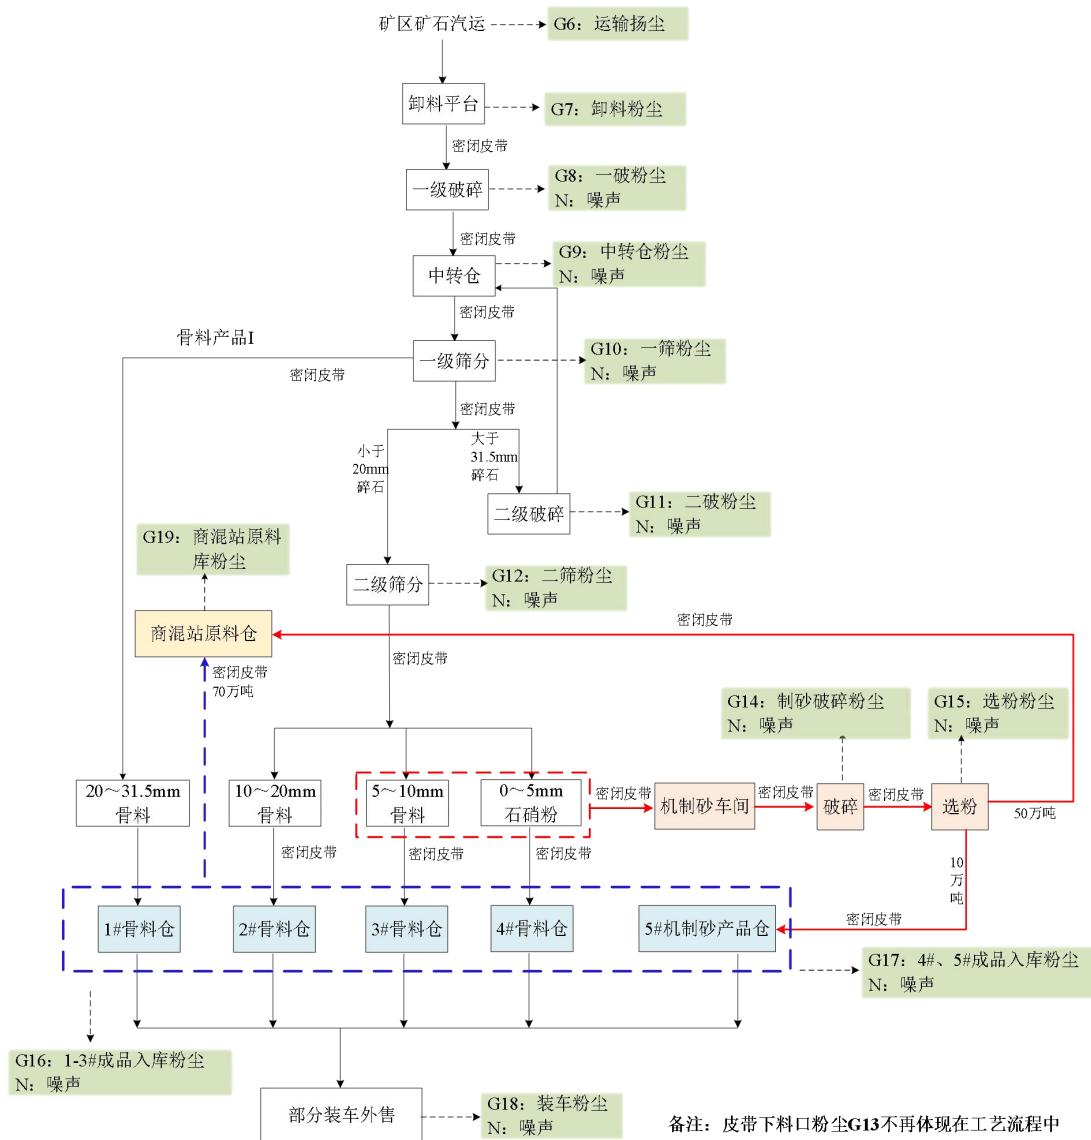 矿区矿石汽运
G6：运输扬尘
卸料平台
G7：卸料粉尘
密闭皮带
一级破碎
G8：一破粉尘
N：噪声
密闭皮带
中转仓
G9：中转仓粉尘
N：噪声
密闭皮带
骨料产品I
一级筛分
G10：一筛粉尘
N：噪声
密闭皮带
密闭皮带
小于
20mm
碎石
大于
31.5mm
碎石
二级破碎
G11：二破粉尘
N：噪声
G19：商混站原料
库粉尘
二级筛分
G12：二筛粉尘
N：噪声
商混站原料仓
密闭皮带
密闭皮带
70万吨
密闭皮带
G14：制砂破碎粉尘
N：噪声
G15：选粉粉尘
N：噪声
20～31.5mm
骨料
10～20mm
骨料
5～10mm
骨料
0～5mm
石硝粉
密闭皮带
机制砂车间
密闭皮带
破碎
密闭皮带
选粉
50万吨
密闭皮带
密闭皮带
密闭皮带
10
万
吨
密闭皮带
1#骨料仓
2#骨料仓
3#骨料仓
4#骨料仓
5#机制砂产品仓
G17：4#、5#成品入库粉尘
N：噪声
G16：1-3#成品入库粉尘
N：噪声
部分装车外售
G18：装车粉尘
N：噪声
备注：皮带下料口粉尘G13不再体现在工艺流程中